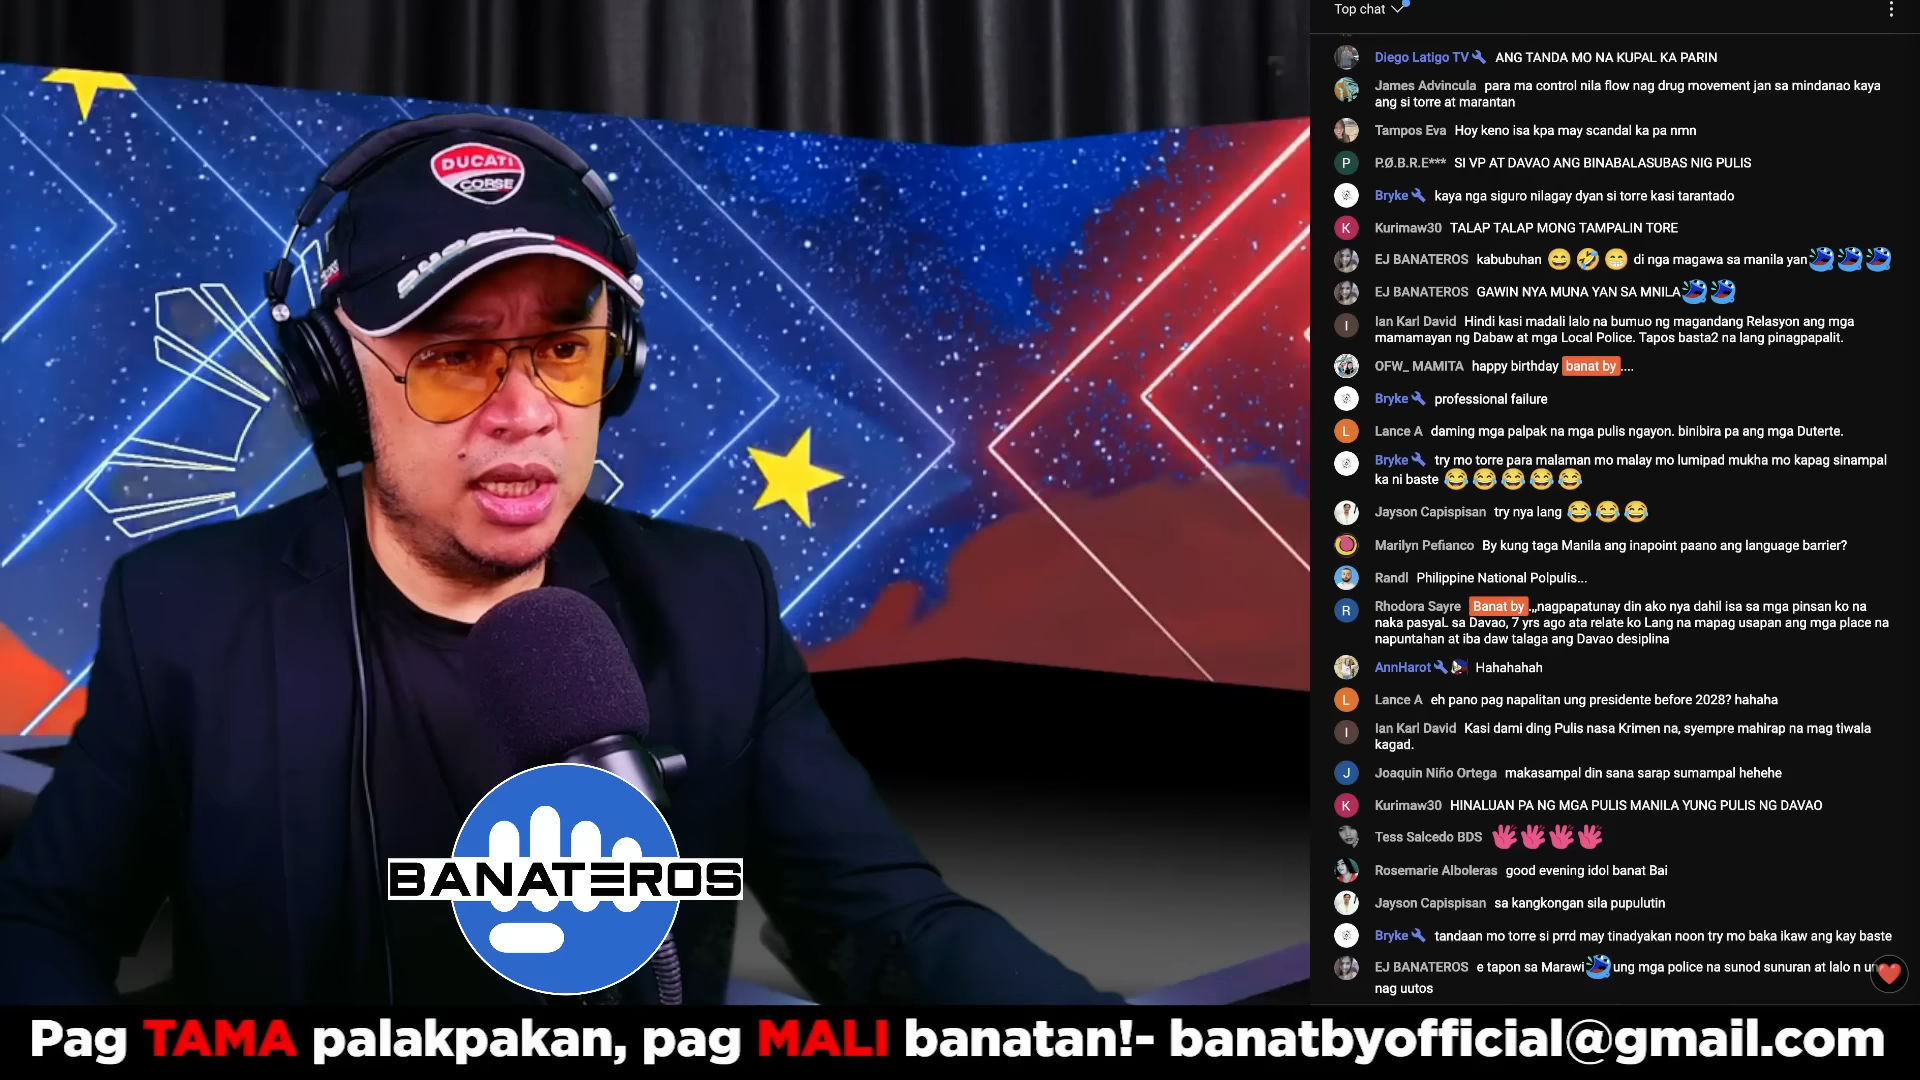 DUCATI
CORSE
BANATEROS
Top chat
Diego Latigo TV ANG TANDA MO NA KUPAL KA PARIN
James Advincula para ma control nila flow nag drug movement jan sa mindanao kaya
ang si torre at marantan
Tampos Eva Hoy keno isa kpa may scandal ka pa nmn
P
P.Ø.B.R.E*** SI VP AT DAVAO ANG BINABALASUBAS NIG PULIS
Bryke kaya nga siguro nilagay dyan si torre kasi tarantado
K
Kurimaw30 TALAP TALAP MONG TAMPALIN TORE
EJ BANATEROS kabubuhan 😄 🤣 😁 di nga magawa sa manila yan
EJ BANATEROS GAWIN NYA MUNA YAN SA MNILA
I
Ian Karl David Hindi kasi madali lalo na bumuo ng magandang Relasyon ang mga
mamamayan ng Dabaw at mga Local Police. Tapos basta2 na lang pinagpapalit.
OFW_ MAMITA happy birthday banat by ....
Bryke professional failure
L
Lance A daming mga palpak na mga pulis ngayon. binibira pa ang mga Duterte.
Bryke try mo torre para malaman mo malay mo lumipad mukha mo kapag sinampal
ka ni baste 😂 😂 😂 😂 😂
Jayson Capispisan try nya lang 😂 😂 😂
Marilyn Pefianco By kung taga Manila ang inapoint paano ang language barrier?
Randl Philippine National Polpulis...
R
Rhodora Sayre Banat by .,,nagpapatunay din ako nya dahil isa sa mga pinsan ko na
naka pasyaL sa Davao, 7 yrs ago ata relate ko Lang na mapag usapan ang mga place na
napuntahan at iba daw talaga ang Davao desiplina
AnnHarot Hahahahah
L
Lance A eh pano pag napalitan ung presidente before 2028? hahaha
I
Ian Karl David Kasi dami ding Pulis nasa Krimen na, syempre mahirap na mag tiwala
kagad.
J
Joaquin Niño Ortega makasampal din sana sarap sumampal hehehe
K
Kurimaw30 HINALUAN PA NG MGA PULIS MANILA YUNG PULIS NG DAVAO
Tess Salcedo BDS
Rosemarie Alboleras good evening idol banat Bai
Jayson Capispisan sa kangkongan sila pupulutin
Bryke tandaan mo torre si prrd may tinadyakan noon try mo baka ikaw ang kay baste
EJ BANATEROS e tapon sa Marawi ung mga police na sunod sunuran at lalo n
nag uutos
Pag TAMA palakpakan, pag MALI banatan!- banatbyofficial@gmail.com